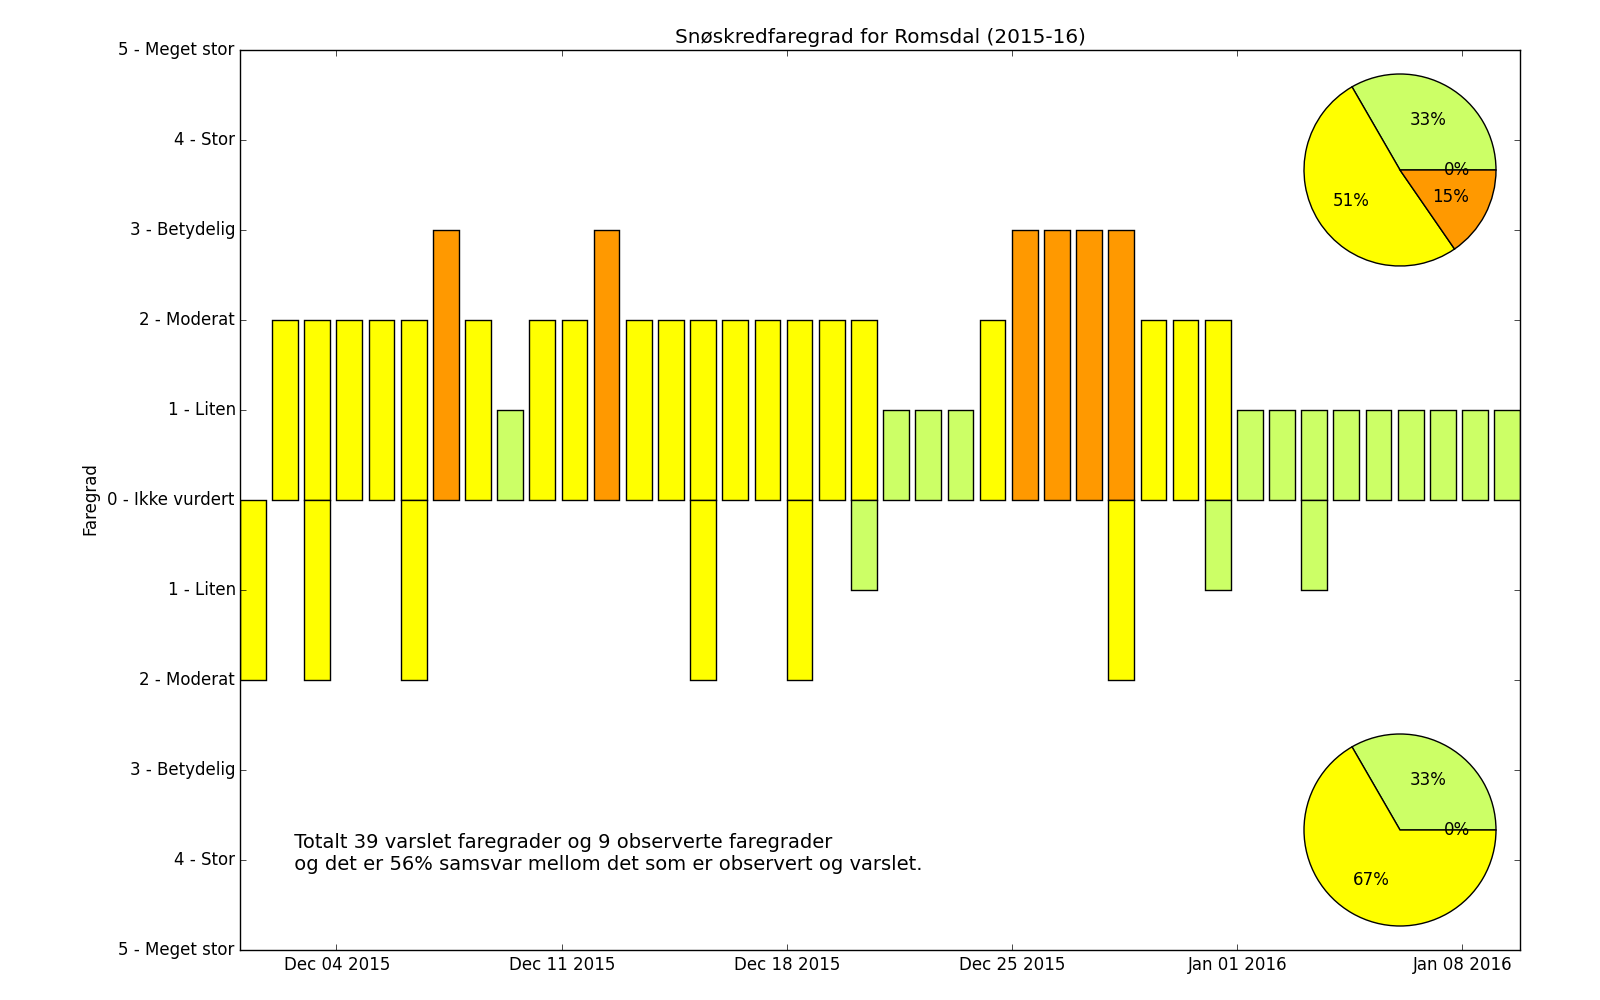 Snøskredfaregrad for Romsdal (2015-16)
5 - Meget stor
4 - Stor
3 - Betydelig
2 - Moderat
1 - Liten
0 - Ikke vurdert
1 - Liten
2 - Moderat
3 - Betydelig
4 - Stor
5 - Meget stor
Faregrad
33%
0%
51%
15%
33%
0%
67%
Totalt 39 varslet faregrader og 9 observerte faregrader
og det er 56% samsvar mellom det som er observert og varslet.
Dec 04 2015
Dec 11 2015
Dec 18 2015
Dec 25 2015
Jan 01 2016
Jan 08 2016